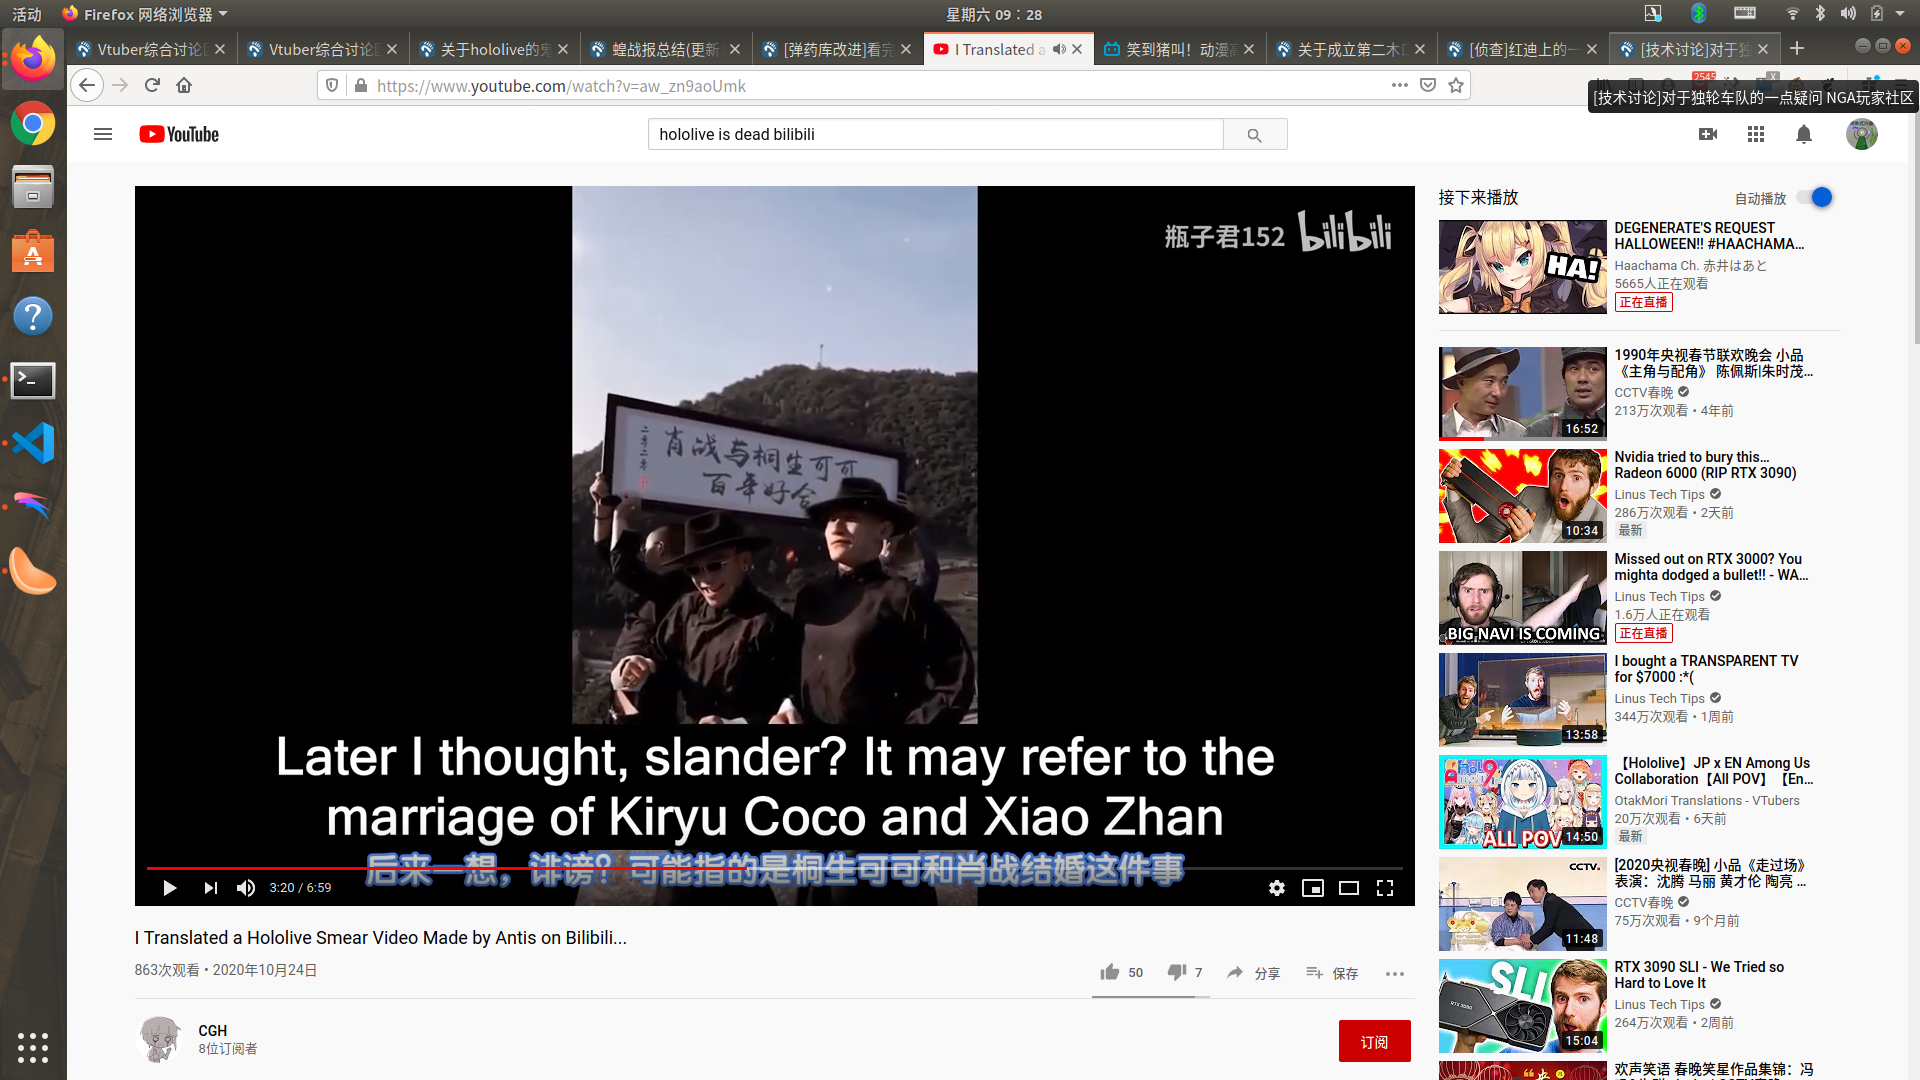 活动
Firefox 网络浏览器
星期六 09：28
Vtuber综合讨论
Vtuber综合讨论
关于hololive的
蝗战报总结(更新
[弹药库改进]看完
I Translated a
笑到猪叫！动漫
关于成立第二木
[侦查]红迪上的一
[技术讨论]对于独
https://www.youtube.com/watch?v=aw_zn9aoUmk
2545
[技术讨论]对于独轮车队的一点疑问 NGA玩家社区
YouTube
hololive is dead bilibili
瓶子君152 bilibili
二零二零
肖战与桐生可可
百年好合
Later I thought, slander? It may refer to the
marriage of Kiryu Coco and Xiao Zhan
后来一想，诽谤？可能指的是桐生可可和肖战结婚这件事
3:20 / 6:59
I Translated a Hololive Smear Video Made by Antis on Bilibili...
863次观看 • 2020年10月24日
50
7
分享
保存
CGH
8位订阅者
订阅
接下来播放
自动播放
HA!
DEGENERATE'S REQUEST
HALLOWEEN!! #HAACHAMA...
Haachama Ch. 赤井はあと
5665人正在观看
正在直播
16:52
1990年央视春节联欢晚会 小品
《主角与配角》 陈佩斯|朱时茂...
CCTV春晚
213万次观看 • 4年前
10:34
Nvidia tried to bury this…
Radeon 6000 (RIP RTX 3090)
Linus Tech Tips
286万次观看 • 2天前
最新
BIG NAVI IS COMING
Missed out on RTX 3000? You
mighta dodged a bullet!! - WA...
Linus Tech Tips
1.6万人正在观看
正在直播
13:58
I bought a TRANSPARENT TV
for $7000 :*(
Linus Tech Tips
344万次观看 • 1周前
ALL POV
14:50
【Hololive】JP x EN Among Us
Collaboration【All POV】【En...
OtakMori Translations - VTubers
20万次观看 • 6天前
最新
CCTV.
11:48
[2020央视春晚] 小品《走过场》
表演：沈腾 马丽 黄才伦 陶亮 ...
CCTV春晚
75万次观看 • 9个月前
SLI
RTX 3090
15:04
RTX 3090 SLI - We Tried so
Hard to Love It
Linus Tech Tips
264万次观看 • 2周前
欢声笑语 春晚笑星作品集锦：冯